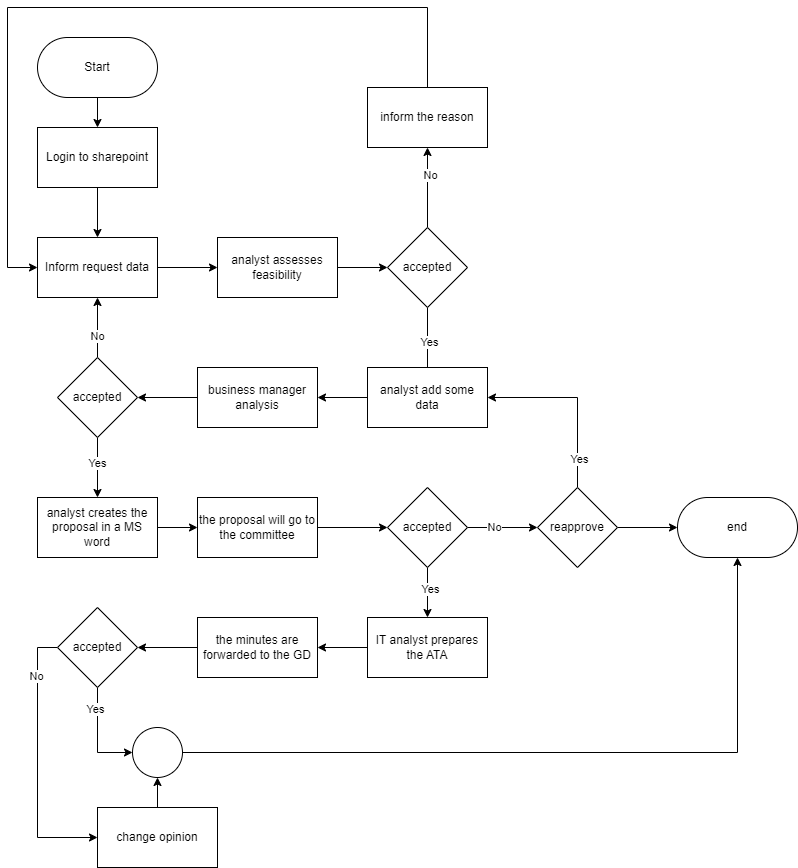 Start
inform the reason
Login to sharepoint
No
Inform request data
analyst assesses
feasibility
accepted
No
Yes
accepted
business manager
analysis
analyst add some
data
Yes
Yes
analyst creates the
proposal in a MS
word
the proposal will go to
the committee
accepted
No
reapprove
end
Yes
accepted
the minutes are
forwarded to the GD
IT analyst prepares
the ATA
No
Yes
change opinion